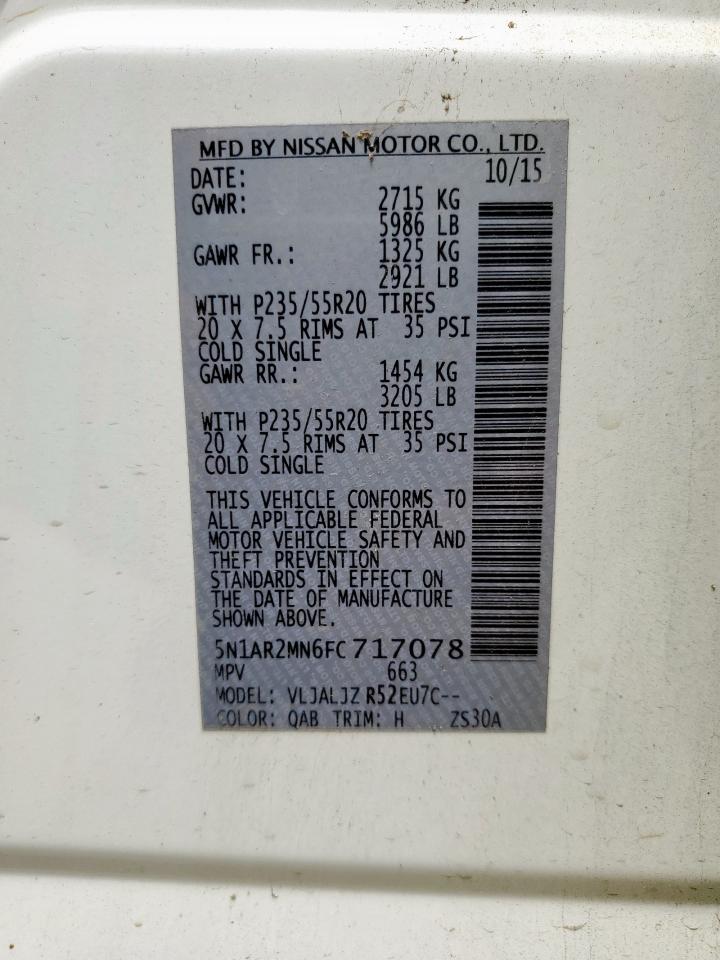 MFD BY NISSAN MOTOR CO., LTD.
DATE: 10/15
GVWR: 2715 KG
5986 LB
GAWR FR.: 1325 KG
2921 LB
WITH P235/55R20 TIRES
20 X 7.5 RIMS AT 35 PSI
COLD SINGLE
GAWR RR.: 1454 KG
3205 LB
WITH P235/55R20 TIRES
20 X 7.5 RIMS AT 35 PSI
COLD SINGLE
THIS VEHICLE CONFORMS TO
ALL APPLICABLE FEDERAL
MOTOR VEHICLE SAFETY AND
THEFT PREVENTION
STANDARDS IN EFFECT ON
THE DATE OF MANUFACTURE
SHOWN ABOVE.
5N1AR2MN6FC717078
MPV 663
MODEL: VLJALJZ R52EU7C--
COLOR: QAB TRIM: H ZS30A